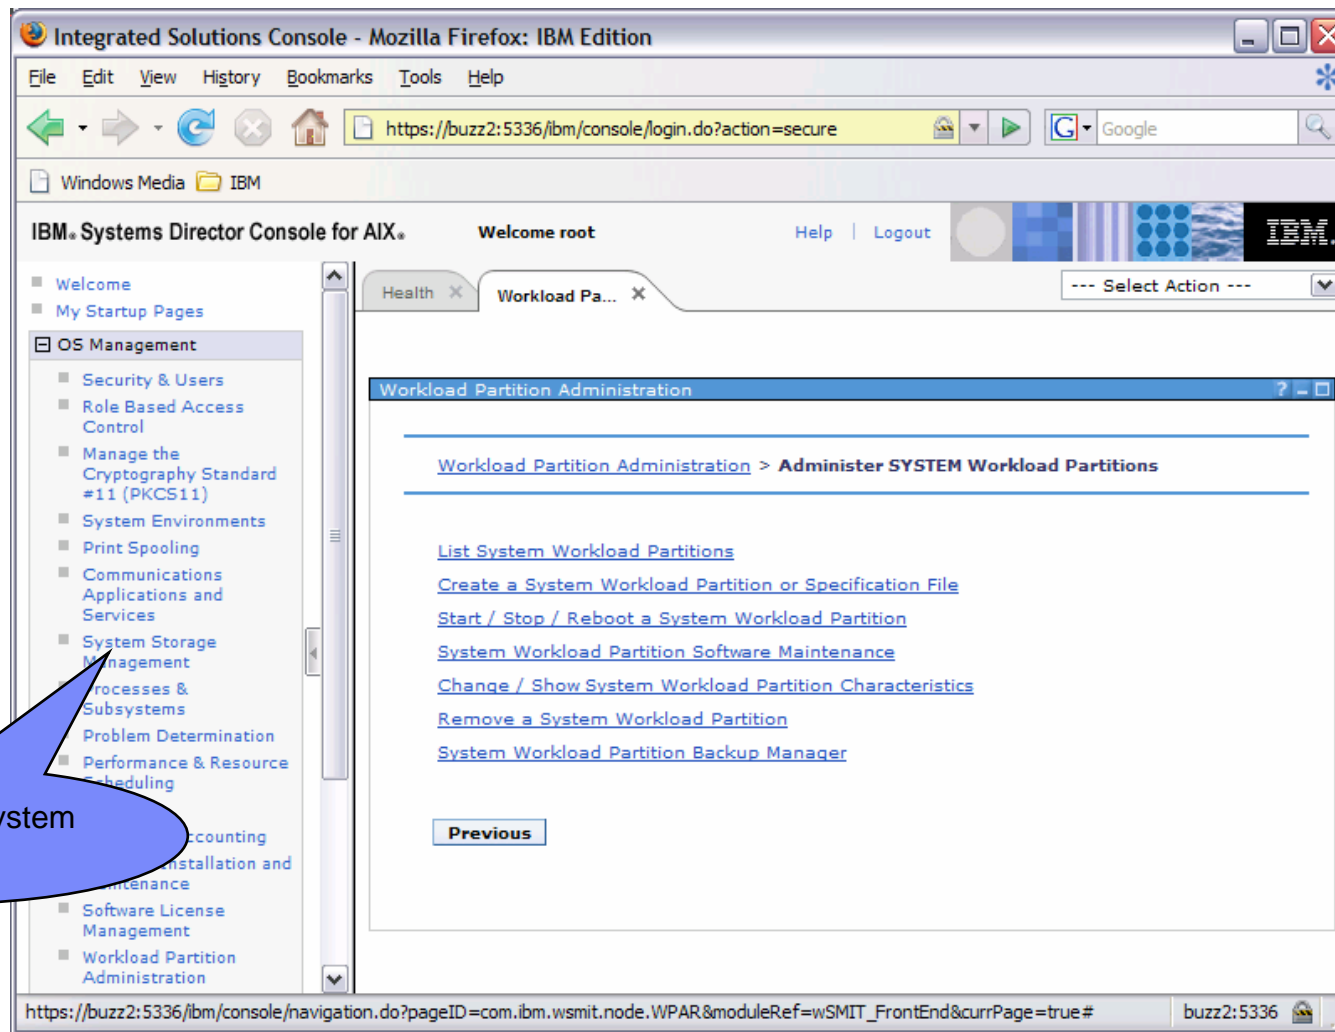 Integrated Solutions Console - Mozilla Firefox: IBM Edition
File Edit View History Bookmarks Tools Help
https://buzz2:5336/ibm/console/login.do?action=secure
G Google
Windows Media IBM
IBM® Systems Director Console for AIX®
Welcome root
Help | Logout
IBM.
Welcome
My Startup Pages
OS Management
Security & Users
Role Based Access
Control
Manage the
Cryptography Standard
#11 (PKCS11)
System Environments
Print Spooling
Communications
Applications and
Services
System Storage
Management
Processes &
Subsystems
Problem Determination
Performance & Resource
Scheduling
ystem
ccounting
nstallation and
ntenance
Software License
Management
Workload Partition
Administration
Health
Workload Pa...
--- Select Action ---
Workload Partition Administration
Workload Partition Administration > Administer SYSTEM Workload Partitions
List System Workload Partitions
Create a System Workload Partition or Specification File
Start / Stop / Reboot a System Workload Partition
System Workload Partition Software Maintenance
Change / Show System Workload Partition Characteristics
Remove a System Workload Partition
System Workload Partition Backup Manager
Previous
https://buzz2:5336/ibm/console/navigation.do?pageID=com.ibm.wsmit.node.WPAR&moduleRef=wSMIT_FrontEnd&currPage=true#
buzz2:5336